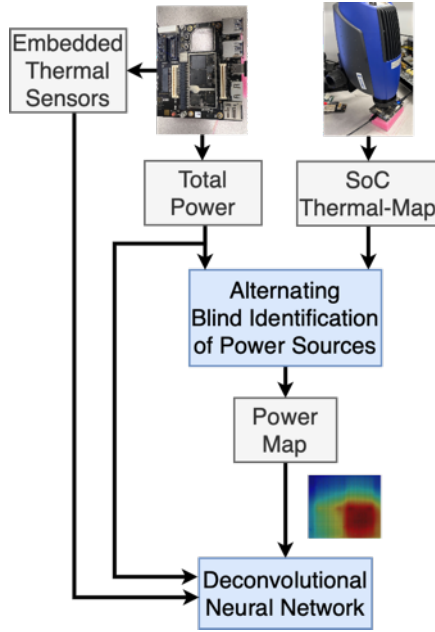 Embedded
Thermal
Sensors
Total
Power
SoC
Thermal-Map
Alternating
Blind Identification
of Power Sources
Power
Map
Deconvolutional
Neural Network